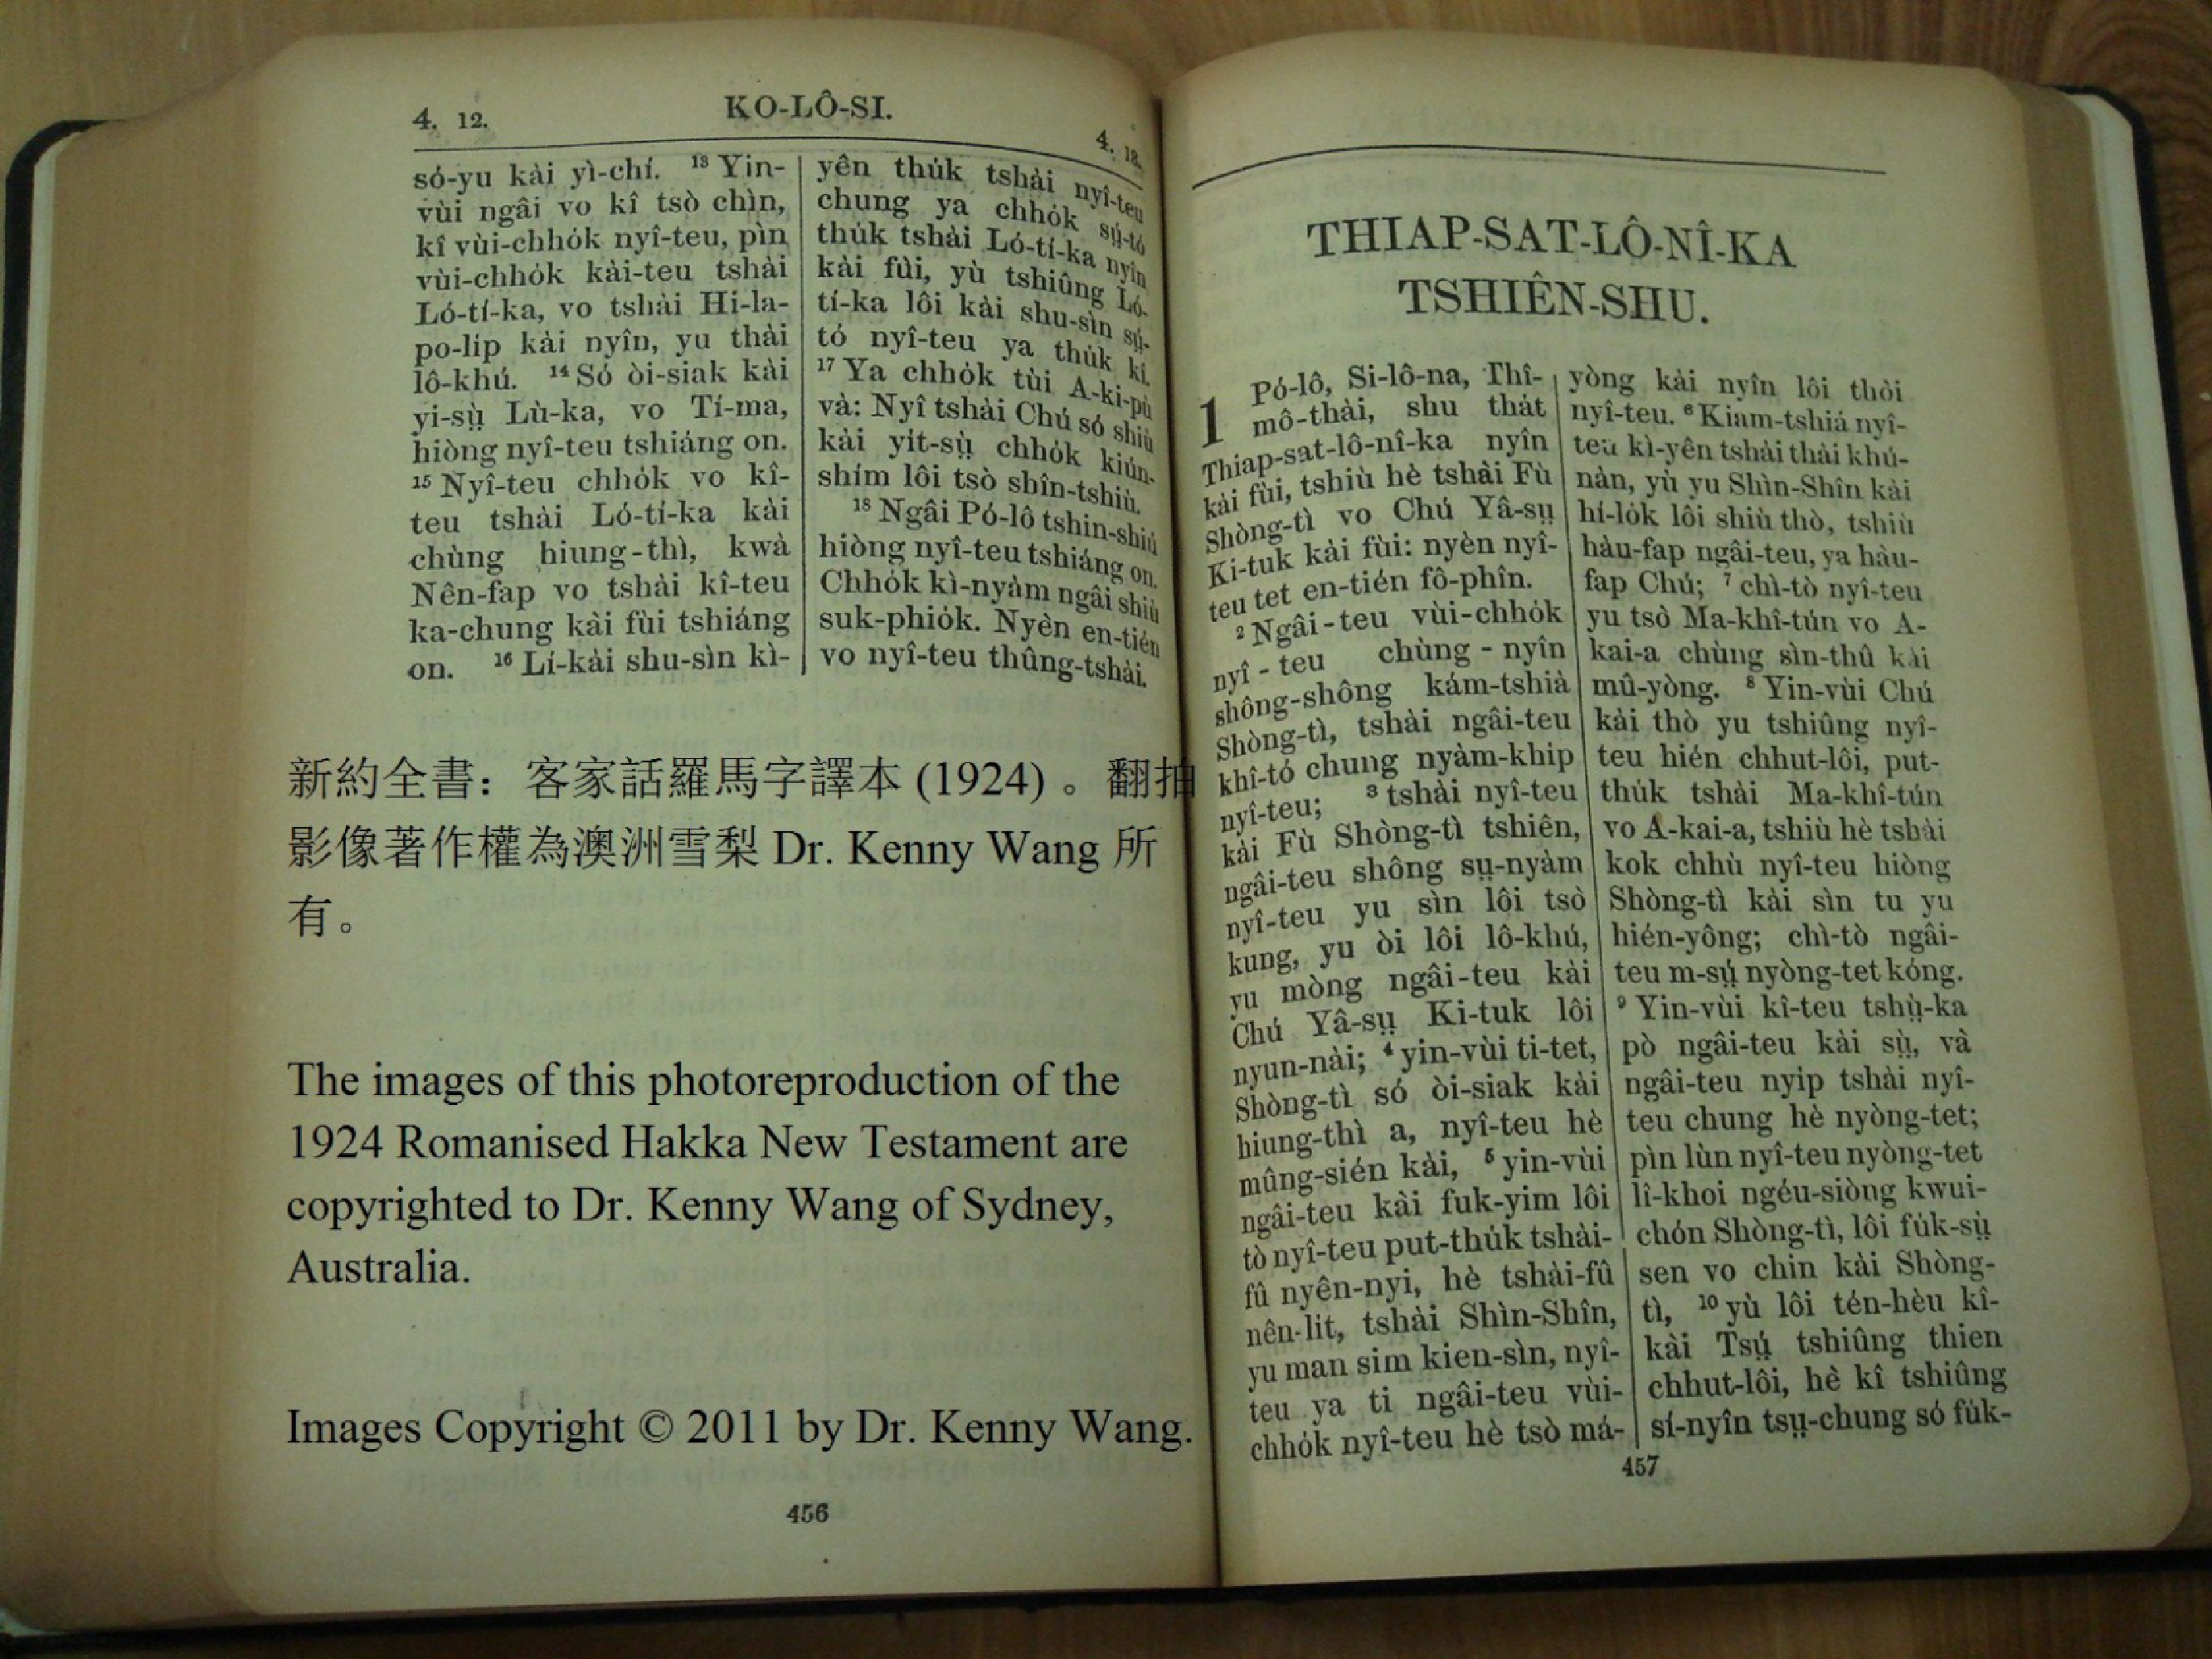 4. 12.
KO-LÔ-SI.
4. 18.
só-yu kài yì-chí. ¹³ Yin-
vùi ngâi vo kî tsò chìn,
kî vùi-chhók nyî-teu, pìn
vùi-chhók kài-teu tshài
Ló-tí-ka, vo tshài Hi-la-
po-lip kài nyîn, yu thài
lô-khú. ¹⁴ Só òi-siak kài
yi-sṳ̀ Lù-ka, vo Tí-ma,
hiòng nyî-teu tshiáng on.
¹⁵ Nyî-teu chhók vo kî-
teu tshài Ló-tí-ka kài
chùng hiung-thì, kwà
Nên-fap vo tshài kî-teu
ka-chung kài fùi tshiáng
on. ¹⁶ Lí-kài shu-sìn kì-
yên thúk tshài nyî-teu
chung ya chhók sṳ́-tó
thúk tshài Ló-tí-ka nyîn
kài fùi, yù tshiûng Ló-
tí-ka lôi kài shu-sìn sṳ́-
tó nyî-teu ya thúk kì.
¹⁷ Ya chhók tùi A-ki-pù
và: Nyî tshài Chú só shiù
kài yit-sṳ̀ chhók kiún-
shím lôi tsò shîn-tshiù.
¹⁸ Ngâi Pó-lô tshin-shiú
hiòng nyî-teu tshiáng on.
Chhók kì-nyàm ngâi shiù
suk-phiók. Nyèn en-tién
vo nyî-teu thûng-tshài.
新約全書：客家話羅馬字譯本 (1924) 。翻拍
影像著作權為澳洲雪梨 Dr. Kenny Wang 所
有。
The images of this photoreproduction of the
1924 Romanised Hakka New Testament are
copyrighted to Dr. Kenny Wang of Sydney,
Australia.
Images Copyright © 2011 by Dr. Kenny Wang.
456
THIAP-SAT-LÔ-NÎ-KA
TSHIÊN-SHU.
1 Pó-lô, Si-lô-na, Thî-
mô-thài, shu thát
Thiap-sat-lô-nî-ka nyîn
kài fùi, tshiù hè tshài Fù
Shòng-tì vo Chú Yâ-sṳ
Ki-tuk kài fùi: nyèn nyî-
teu tet en-tién fô-phîn.
² Ngâi-teu vùi-chhók
nyî-teu chùng-nyîn
shông-shông kám-tshià
Shòng-tì, tshài ngâi-teu
khî-tó chung nyàm-khip
nyî-teu; ³ tshài nyî-teu
kài Fù Shòng-tì tshiên,
ngâi-teu shông sṳ-nyàm
nyî-teu yu sìn lôi tsò
kung, yu òi lôi lô-khú,
yu mòng ngâi-teu kài
Chú Yâ-sṳ Ki-tuk lôi
nyun-nài; ⁴ yin-vùi ti-tet,
Shòng-tì só òi-siak kài
hiung-thì a, nyî-teu hè
mûng-sién kài, ⁵ yin-vùi
ngâi-teu kài fuk-yim lôi
tò nyî-teu put-thúk tshài-
fû nyên-nyi, hè tshài-fû
nên-lit, tshài Shìn-Shîn,
yu man sim kien-sìn, nyî-
teu ya ti ngâi-teu vùi-
chhók nyî-teu hè tsò má-
yòng kài nyîn lôi thòi
nyî-teu. ⁶ Kiam-tshiá nyî-
teu kì-yên tshài thài khú-
nàn, yù yu Shìn-Shîn kài
hí-lók lôi shiù thò, tshiù
hàu-fap ngâi-teu, ya hàu-
fap Chú; ⁷ chì-tò nyî-teu
yu tsò Ma-khî-tún vo A-
kai-a chùng sìn-thû kài
mû-yòng. ⁸ Yin-vùi Chú
kài thò yu tshiûng nyî-
teu hién chhut-lôi, put-
thúk tshài Ma-khî-tún
vo A-kai-a, tshiù hè tshài
kok chhù nyî-teu hiòng
Shòng-tì kài sìn tu yu
hién-yông; chì-tò ngâi-
teu m-sṳ́ nyòng-tet kóng.
⁹ Yin-vùi kî-teu tshṳ̀-ka
pò ngâi-teu kài sṳ̀, và
ngâi-teu nyip tshài nyî-
teu chung hè nyòng-tet;
pìn lùn nyî-teu nyòng-tet
lî-khoi ngéu-siòng kwui-
chón Shòng-tì, lôi fúk-sṳ̀
sen vo chin kài Shòng-
tì, ¹⁰ yù lôi tén-hèu kî-
kài Tsṳ́ tshiûng thien
chhut-lôi, hè kî tshiûng
sí-nyîn tsṳ-chung só fúk-
457